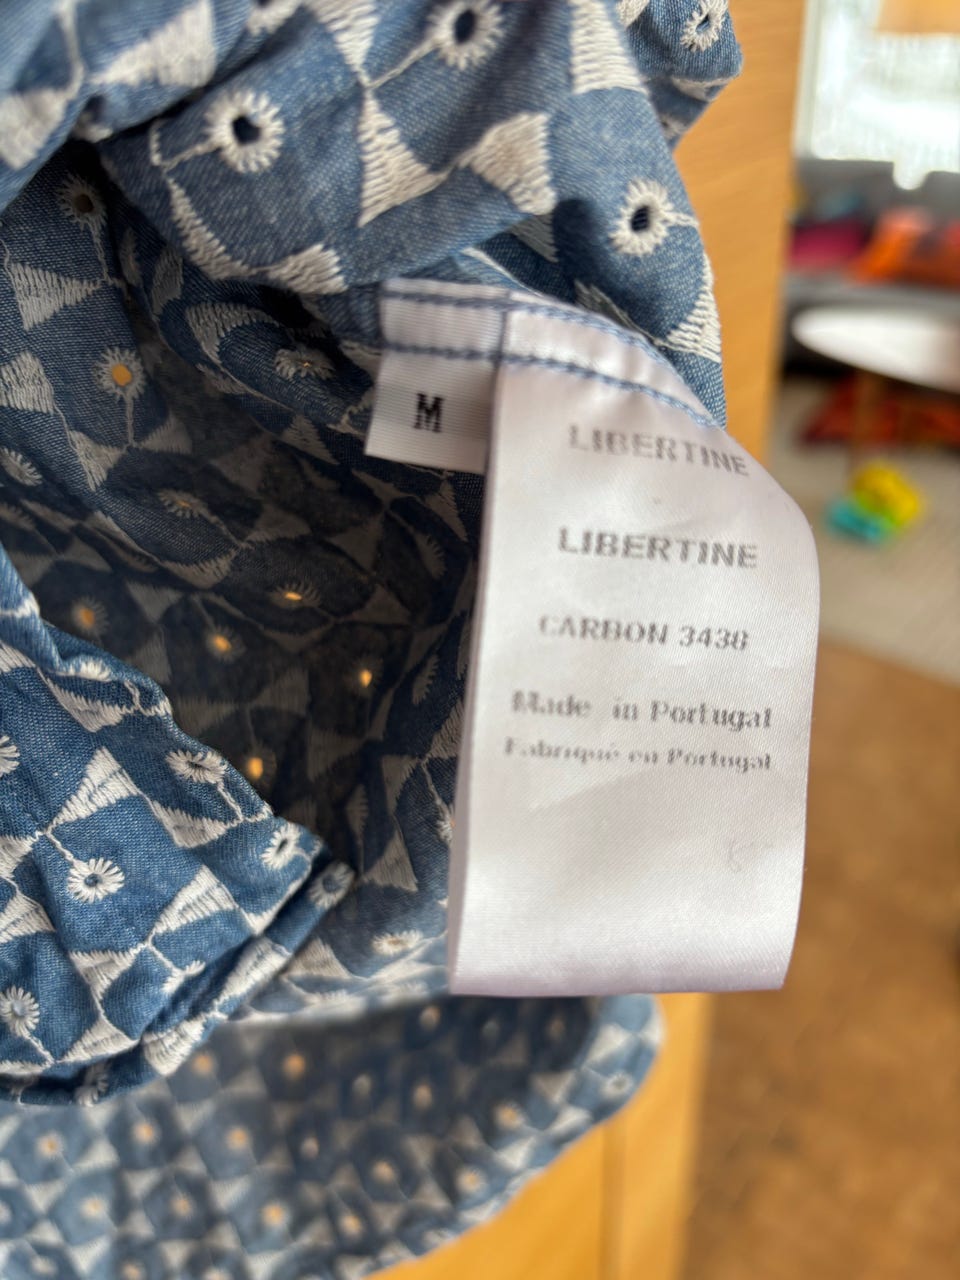 M
LIBERTINE
LIBERTINE
CARBON 3438
Made in Portugal
Fabriqué en Portugal